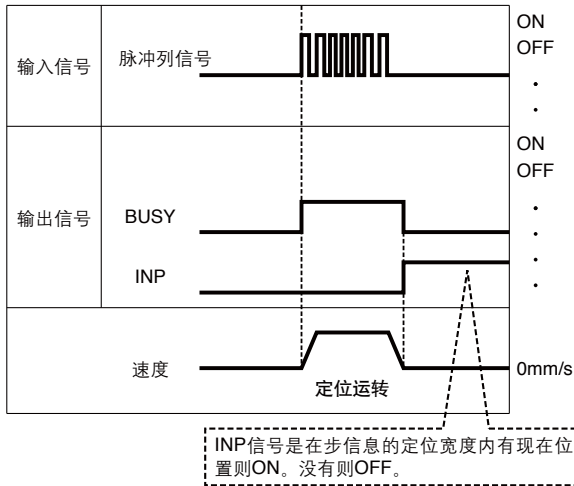 ON
OFF
输入信号
脉冲列信号
ON
OFF
输出信号
BUSY
INP
速度
0mm/s
定位运转
INP信号是在步信息的定位宽度内有现在位
置则ON。没有则OFF。